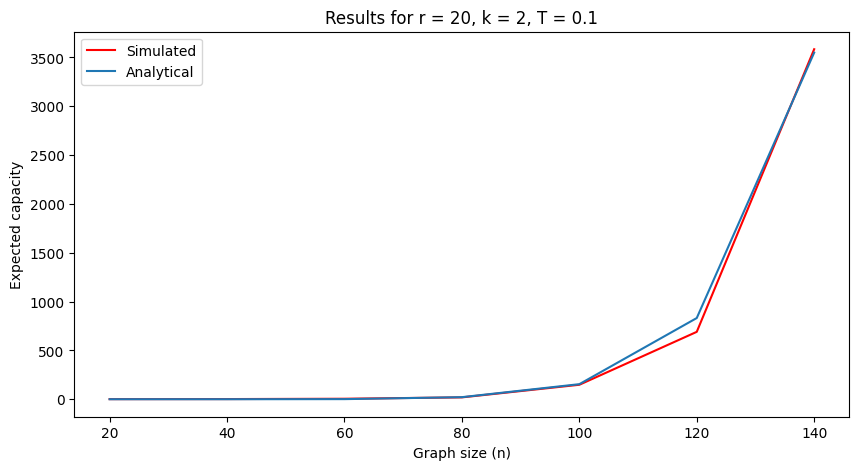 Results for r = 20, k = 2, T = 0.1
Simulated
Analytical
Expected capacity
3500
3000
2500
2000
1500
1000
500
0
20 40 60 80 100 120 140
Graph size (n)